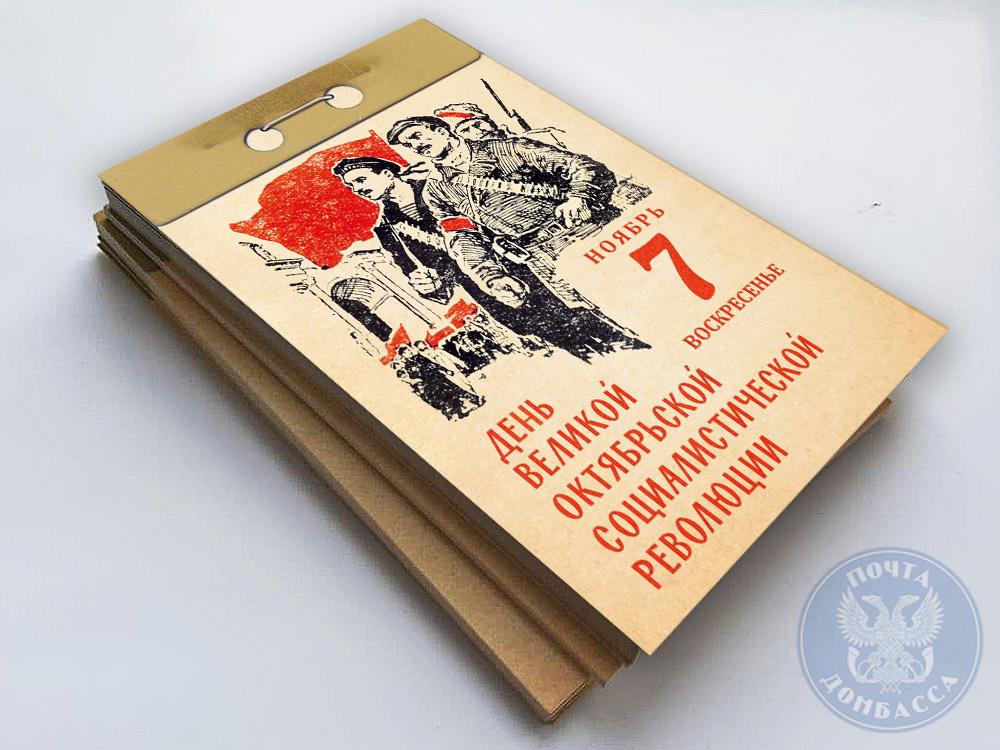 НОЯБРЬ
7
ВОСКРЕСЕНЬЕ
ДЕНЬ
ВЕЛИКОЙ
ОКТЯБРЬСКОЙ
СОЦИАЛИСТИЧЕСКОЙ
РЕВОЛЮЦИИ
ПОЧТА
ДОНБАССА